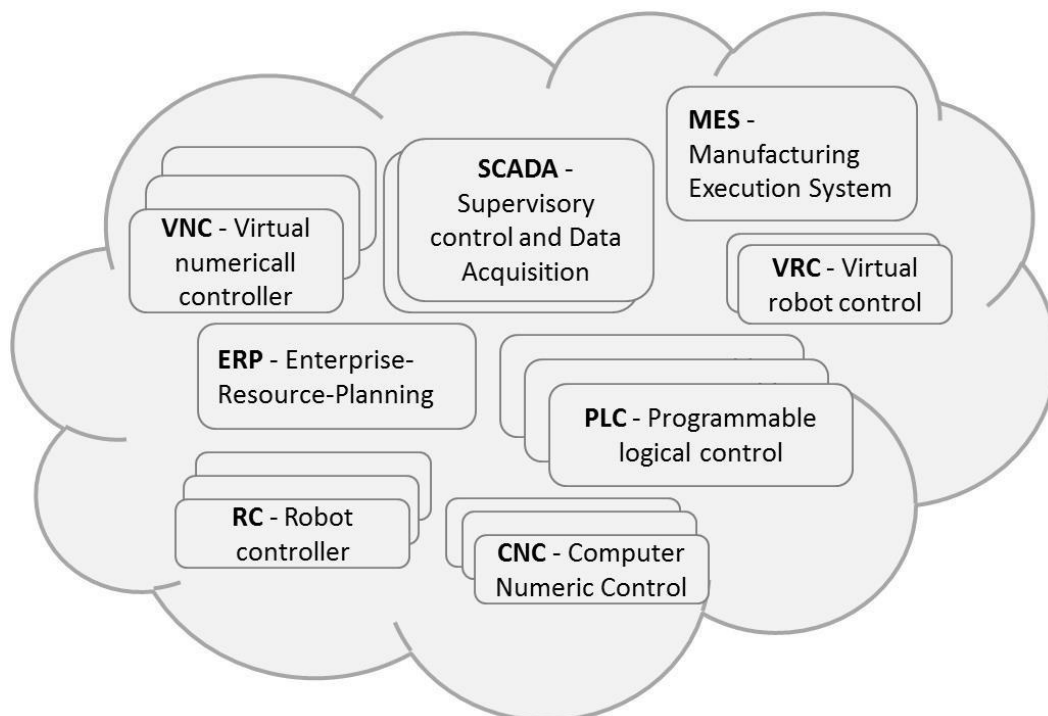 MES -
Manufacturing
Execution System
SCADA -
Supervisory
control and Data
Acquisition
VNC - Virtual
numericall
controller
VRC - Virtual
robot control
ERP - Enterprise-
Resource-Planning
PLC - Programmable
logical control
RC - Robot
controller
CNC - Computer
Numeric Control